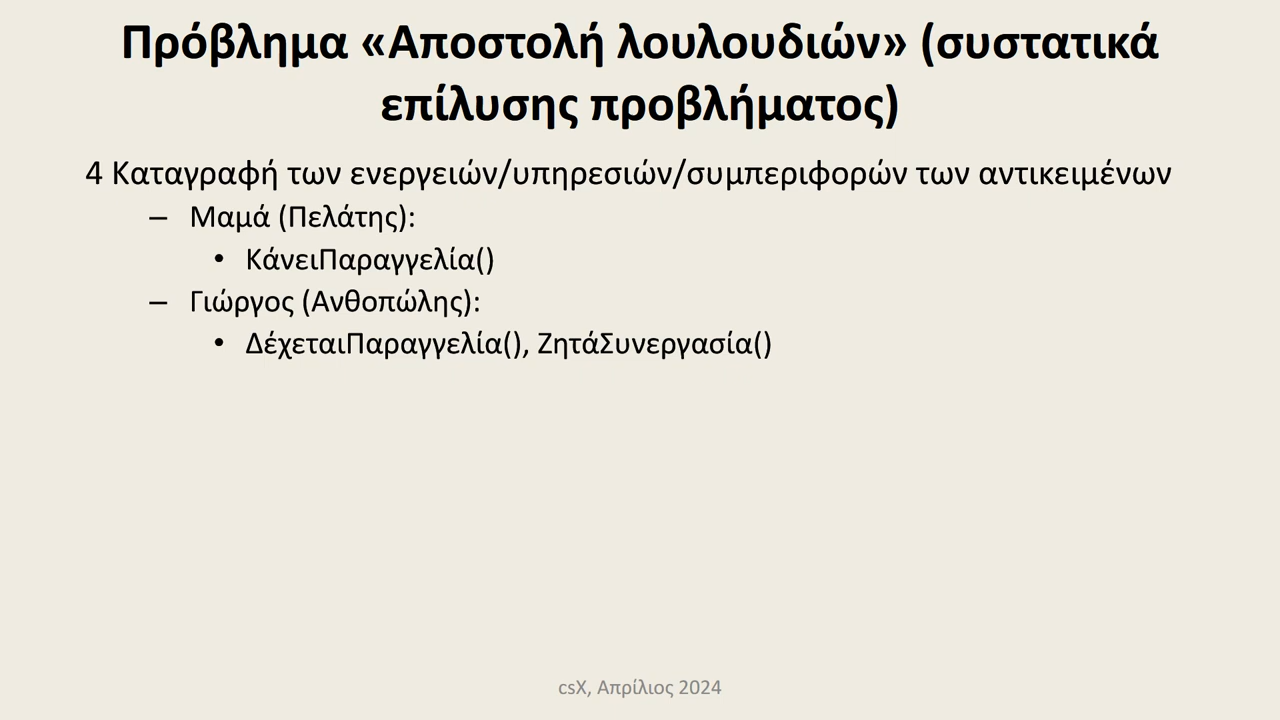 Πρόβλημα «Αποστολή λουλουδιών» (συστατικά
επίλυσης προβλήματος)
4 Καταγραφή των ενεργειών/υπηρεσιών/συμπεριφορών των αντικειμένων
– Μαμά (Πελάτης):
• ΚάνειΠαραγγελία()
– Γιώργος (Ανθοπώλης):
• ΔέχεταιΠαραγγελία(), ΖητάΣυνεργασία()
csX, Απρίλιος 2024